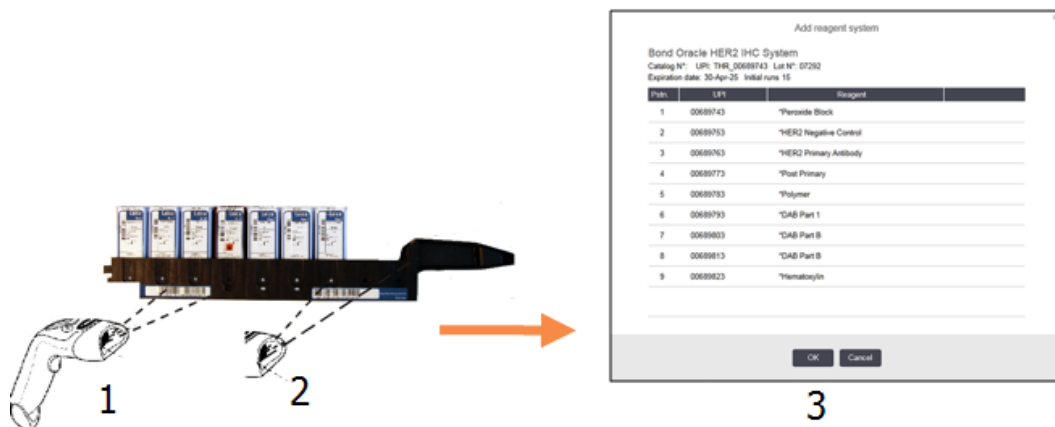 Add reagent system
Bond Oracle HER2 IHC System
Catalog N°: UPI: THR_00689743 Lot N°: 07292
Expiration date: 30-Apr-25 Initial runs 15
Pstn. UPI Reagent
1 00689743 *Peroxide Block
2 00689753 *HER2 Negative Control
3 00689763 *HER2 Primary Antibody
4 00689773 *Post Primary
5 00689783 *Polymer
6 00689793 *DAB Part 1
7 00689803 *DAB Part B
8 00689813 *DAB Part B
9 00689823 *Hematoxylin
OK Cancel
1
2
3